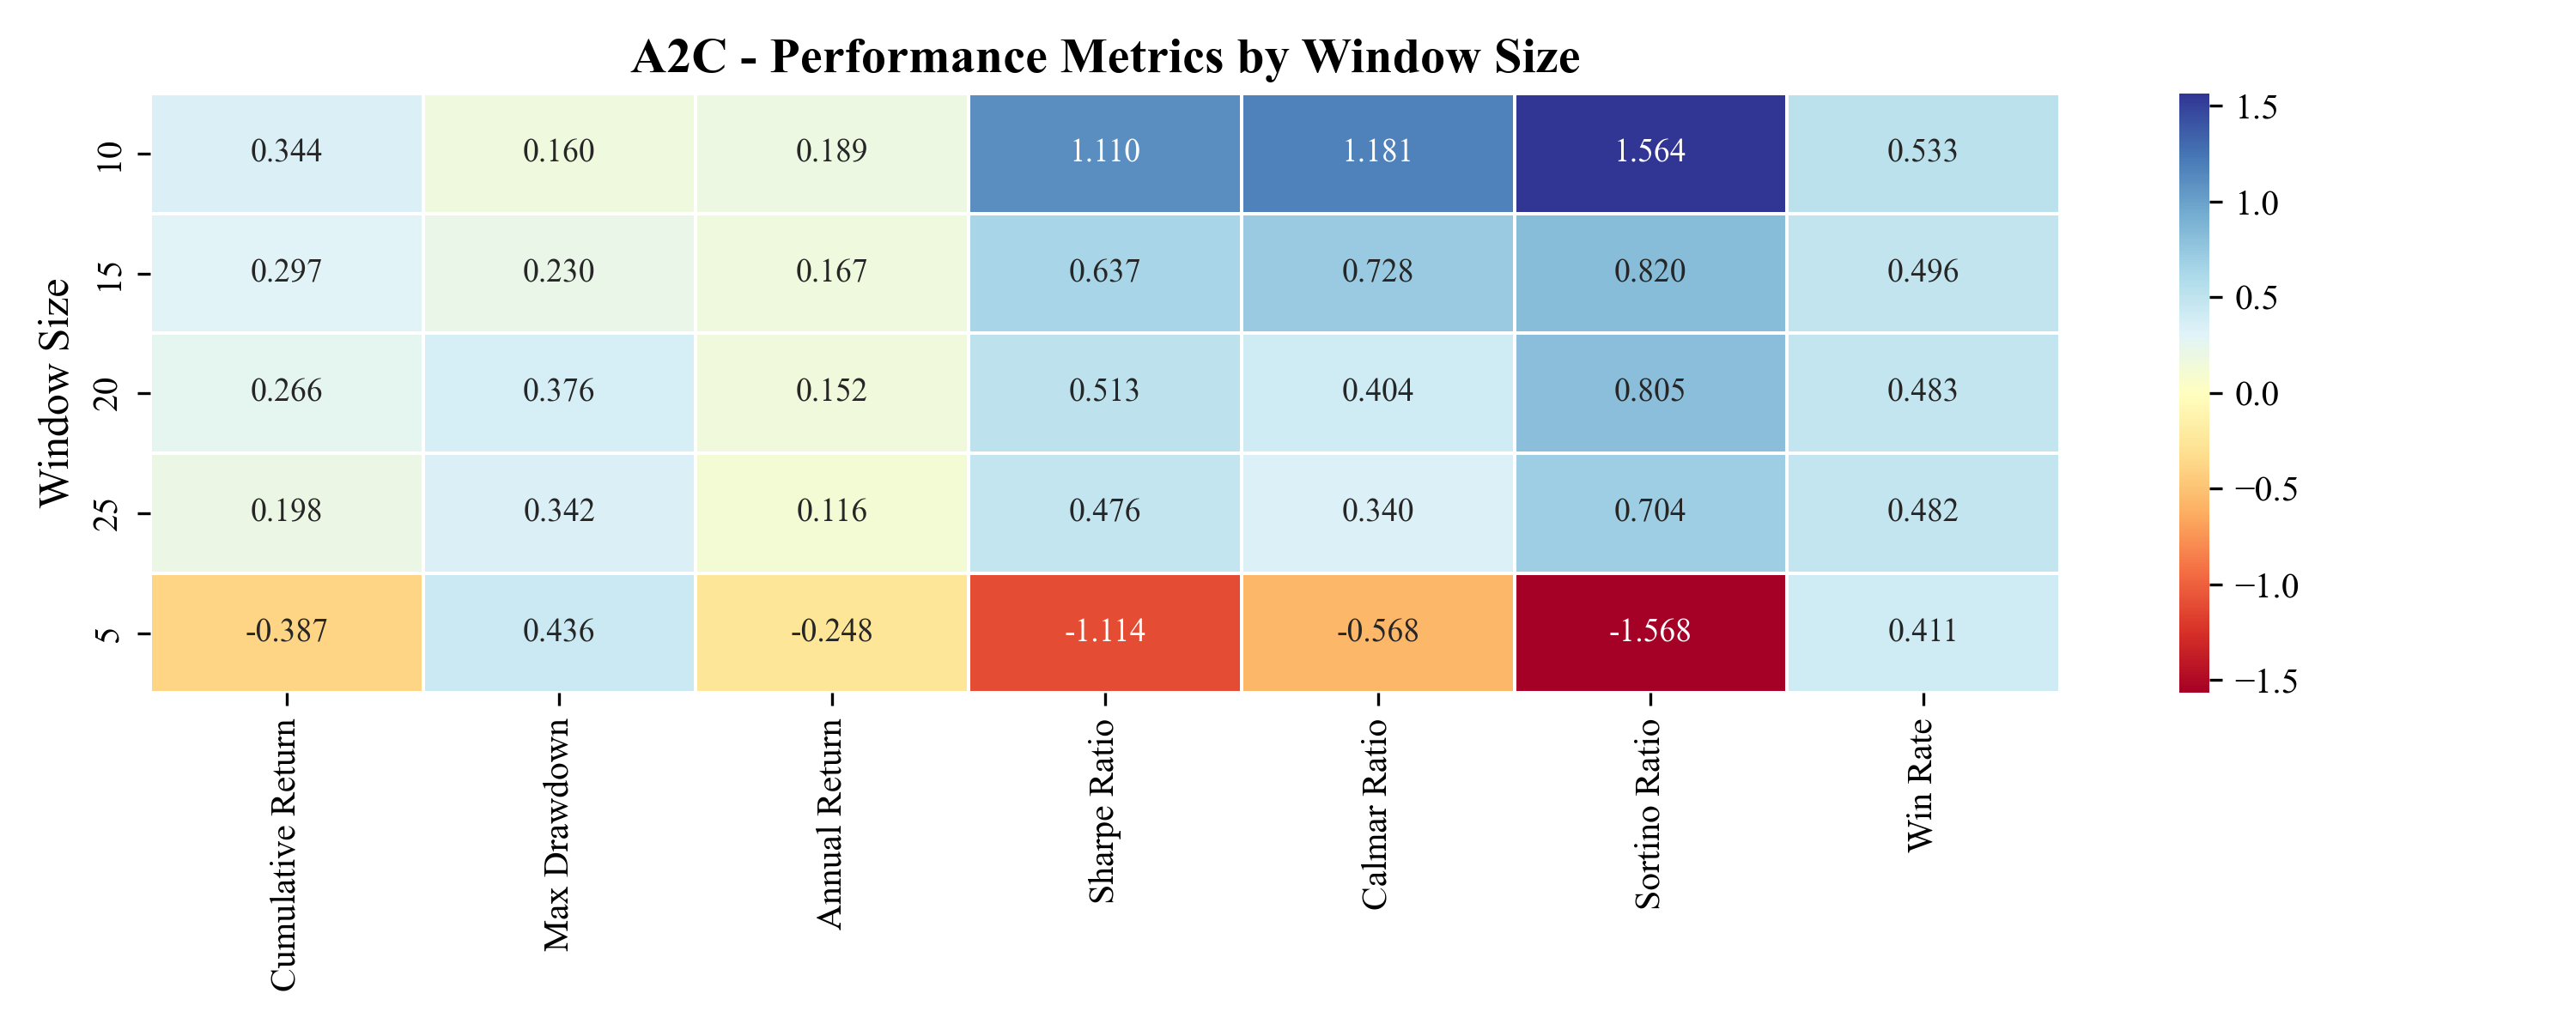 A2C - Performance Metrics by Window Size
Window Size
10 0.344 0.160 0.189 1.110 1.181 1.564 0.533
15 0.297 0.230 0.167 0.637 0.728 0.820 0.496
20 0.266 0.376 0.152 0.513 0.404 0.805 0.483
25 0.198 0.342 0.116 0.476 0.340 0.704 0.482
5 -0.387 0.436 -0.248 -1.114 -0.568 -1.568 0.411
Cumulative Return
Max Drawdown
Annual Return
Sharpe Ratio
Calmar Ratio
Sortino Ratio
Win Rate
1.5
1.0
0.5
0.0
−0.5
−1.0
−1.5